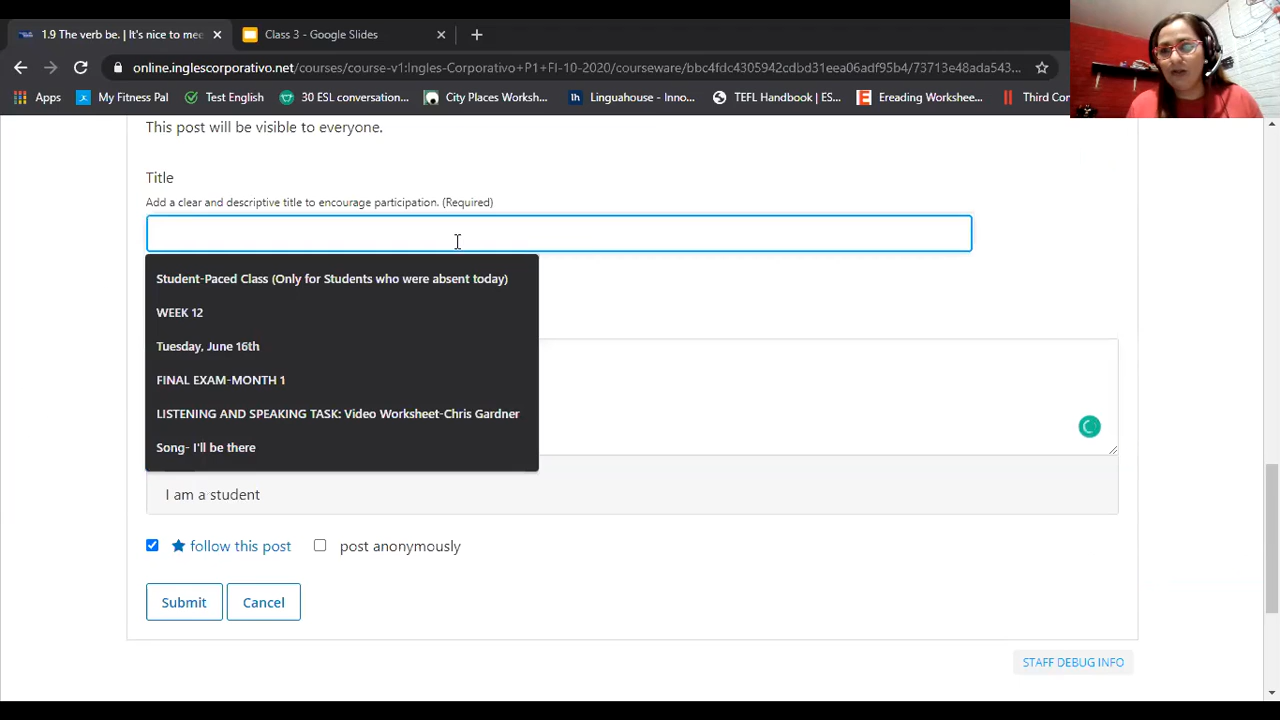 1.9 The verb be. | It's nice to mee
Class 3 - Google Slides
online.inglescorporativo.net/courses/course-v1:Ingles-Corporativo+P1-FI-10-2020/courseware/bbc4fdc4305942cdbd31eea06adf95b4/73713e48ada543...
Apps
My Fitness Pal
Test English
30 ESL conversation...
City Places Worksh...
Linguahouse - Inno...
TEFL Handbook | ES...
Ereading Workshee...
Third Con
This post will be visible to everyone.
Title
Add a clear and descriptive title to encourage participation. (Required)
Student-Paced Class (Only for Students who were absent today)
WEEK 12
Tuesday, June 16th
FINAL EXAM-MONTH 1
LISTENING AND SPEAKING TASK: Video Worksheet-Chris Gardner
Song- I'll be there
I am a student
follow this post
post anonymously
Submit
Cancel
STAFF DEBUG INFO